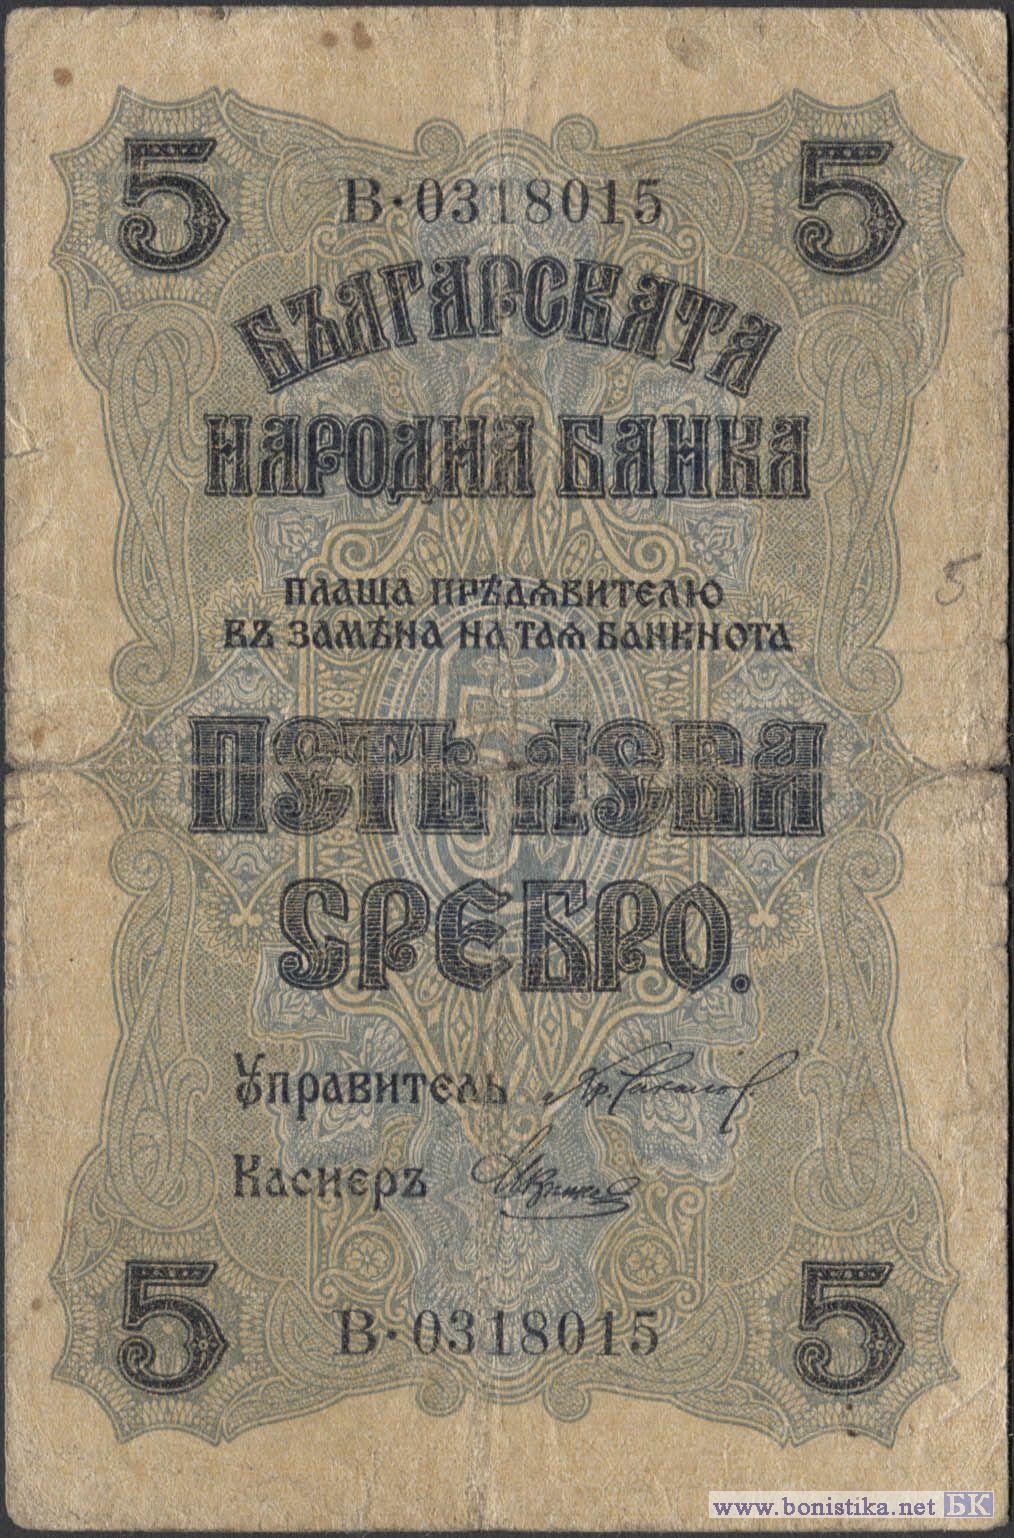 5 5
В·0318015
БЪЛГАРСКАТА
НАРОДНА БАНКА
ПЛАЩА ПРѢДЯВИТЕЛЮ
ВЪ ЗАМѢНА НА ТАЯ БАНКНОТА
5
5
ПЕТЬ ЛЕВА
СРЕБРО.
Управитель
Касиеръ
В·0318015
5 5
www.bonistika.net БК